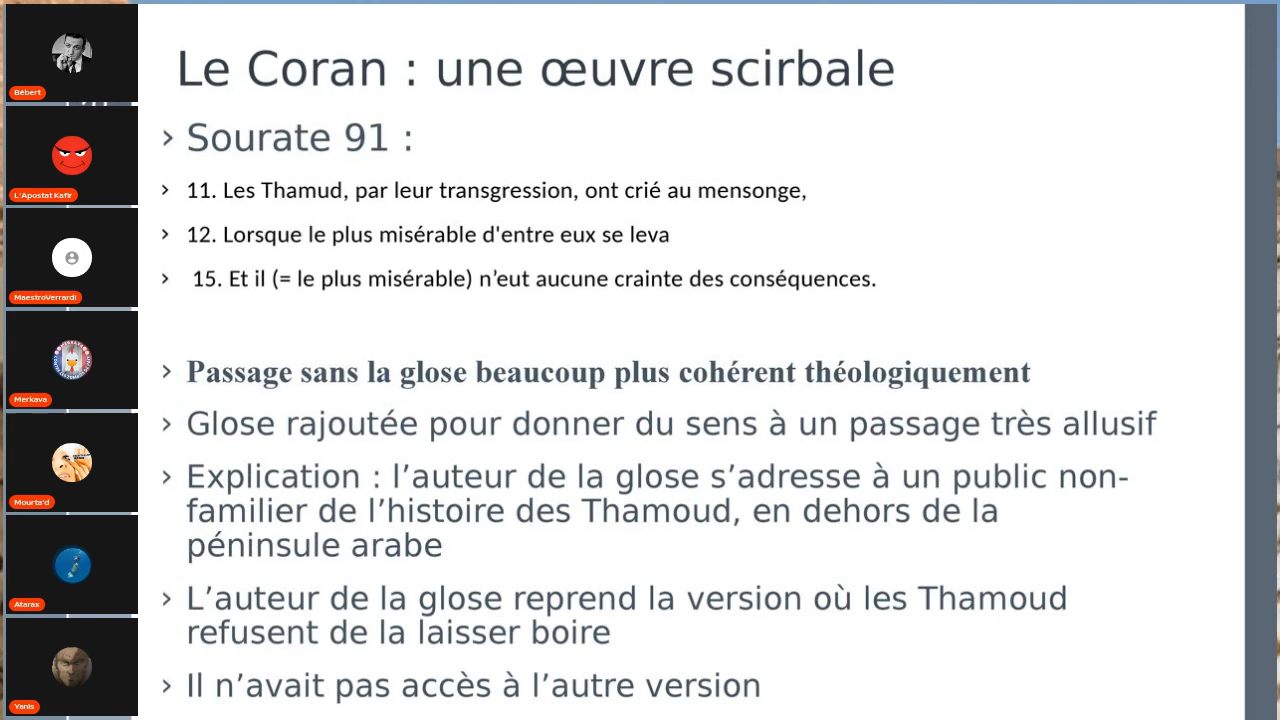 Le Coran : une œuvre scirbale
› Sourate 91 :
› 11. Les Thamud, par leur transgression, ont crié au mensonge,
› 12. Lorsque le plus misérable d'entre eux se leva
› 15. Et il (= le plus misérable) n’eut aucune crainte des conséquences.
› Passage sans la glose beaucoup plus cohérent théologiquement
› Glose rajoutée pour donner du sens à un passage très allusif
› Explication : l’auteur de la glose s’adresse à un public non-
familier de l’histoire des Thamoud, en dehors de la
péninsule arabe
› L’auteur de la glose reprend la version où les Thamoud
refusent de la laisser boire
› Il n’avait pas accès à l’autre version
Bébert
L'Apostat Kafir
MaestroVerrardi
Merkava
Mourta'd
Atarax
Yanis